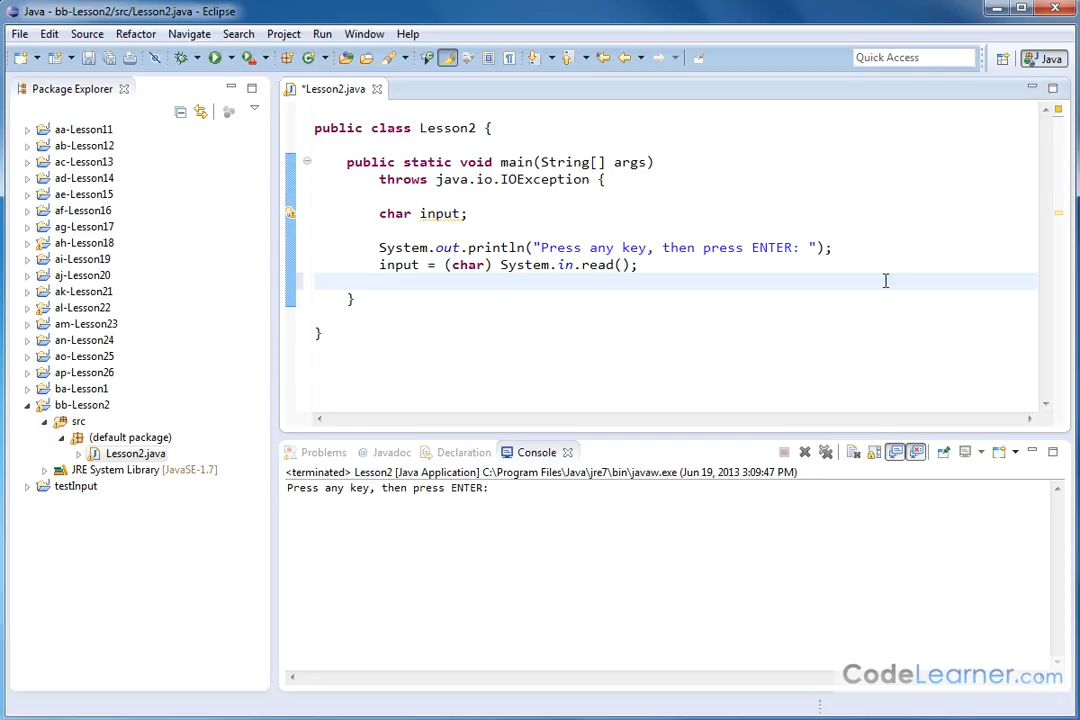 Java - bb-Lesson2/src/Lesson2.java - Eclipse
File Edit Source Refactor Navigate Search Project Run Window Help
Quick Access
Java
Package Explorer
*Lesson2.java
aa-Lesson11
ab-Lesson12
ac-Lesson13
ad-Lesson14
ae-Lesson15
af-Lesson16
ag-Lesson17
ah-Lesson18
ai-Lesson19
aj-Lesson20
ak-Lesson21
al-Lesson22
am-Lesson23
an-Lesson24
ao-Lesson25
ap-Lesson26
ba-Lesson1
bb-Lesson2
src
(default package)
Lesson2.java
JRE System Library [JavaSE-1.7]
testInput
public class Lesson2 {
public static void main(String[] args)
throws java.io.IOException {
char input;
System.out.println("Press any key, then press ENTER: ");
input = (char) System.in.read();
}
}
Problems @ Javadoc Declaration Console
<terminated> Lesson2 [Java Application] C:\Program Files\Java\jre7\bin\javaw.exe (Jun 19, 2013 3:09:47 PM)
Press any key, then press ENTER:
CodeLearner.com